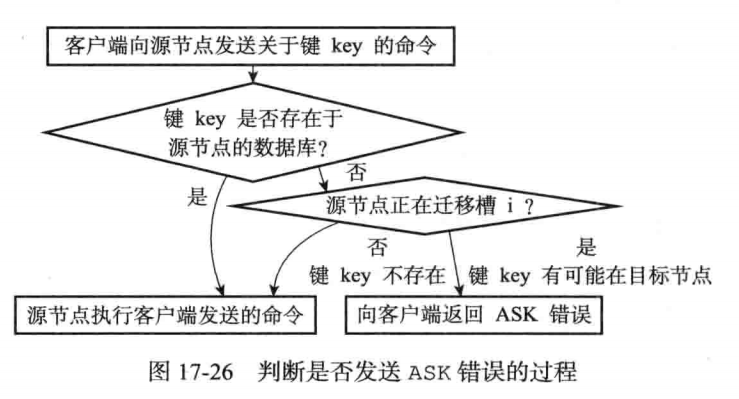 客户端向源节点发送关于键 key 的命令
键 key 是否存在于
源节点的数据库?
否
是
源节点正在迁移槽 i ?
否
键 key 不存在
是
键 key 有可能在目标节点
源节点执行客户端发送的命令
向客户端返回 ASK 错误
图 17-26 判断是否发送 ASK 错误的过程